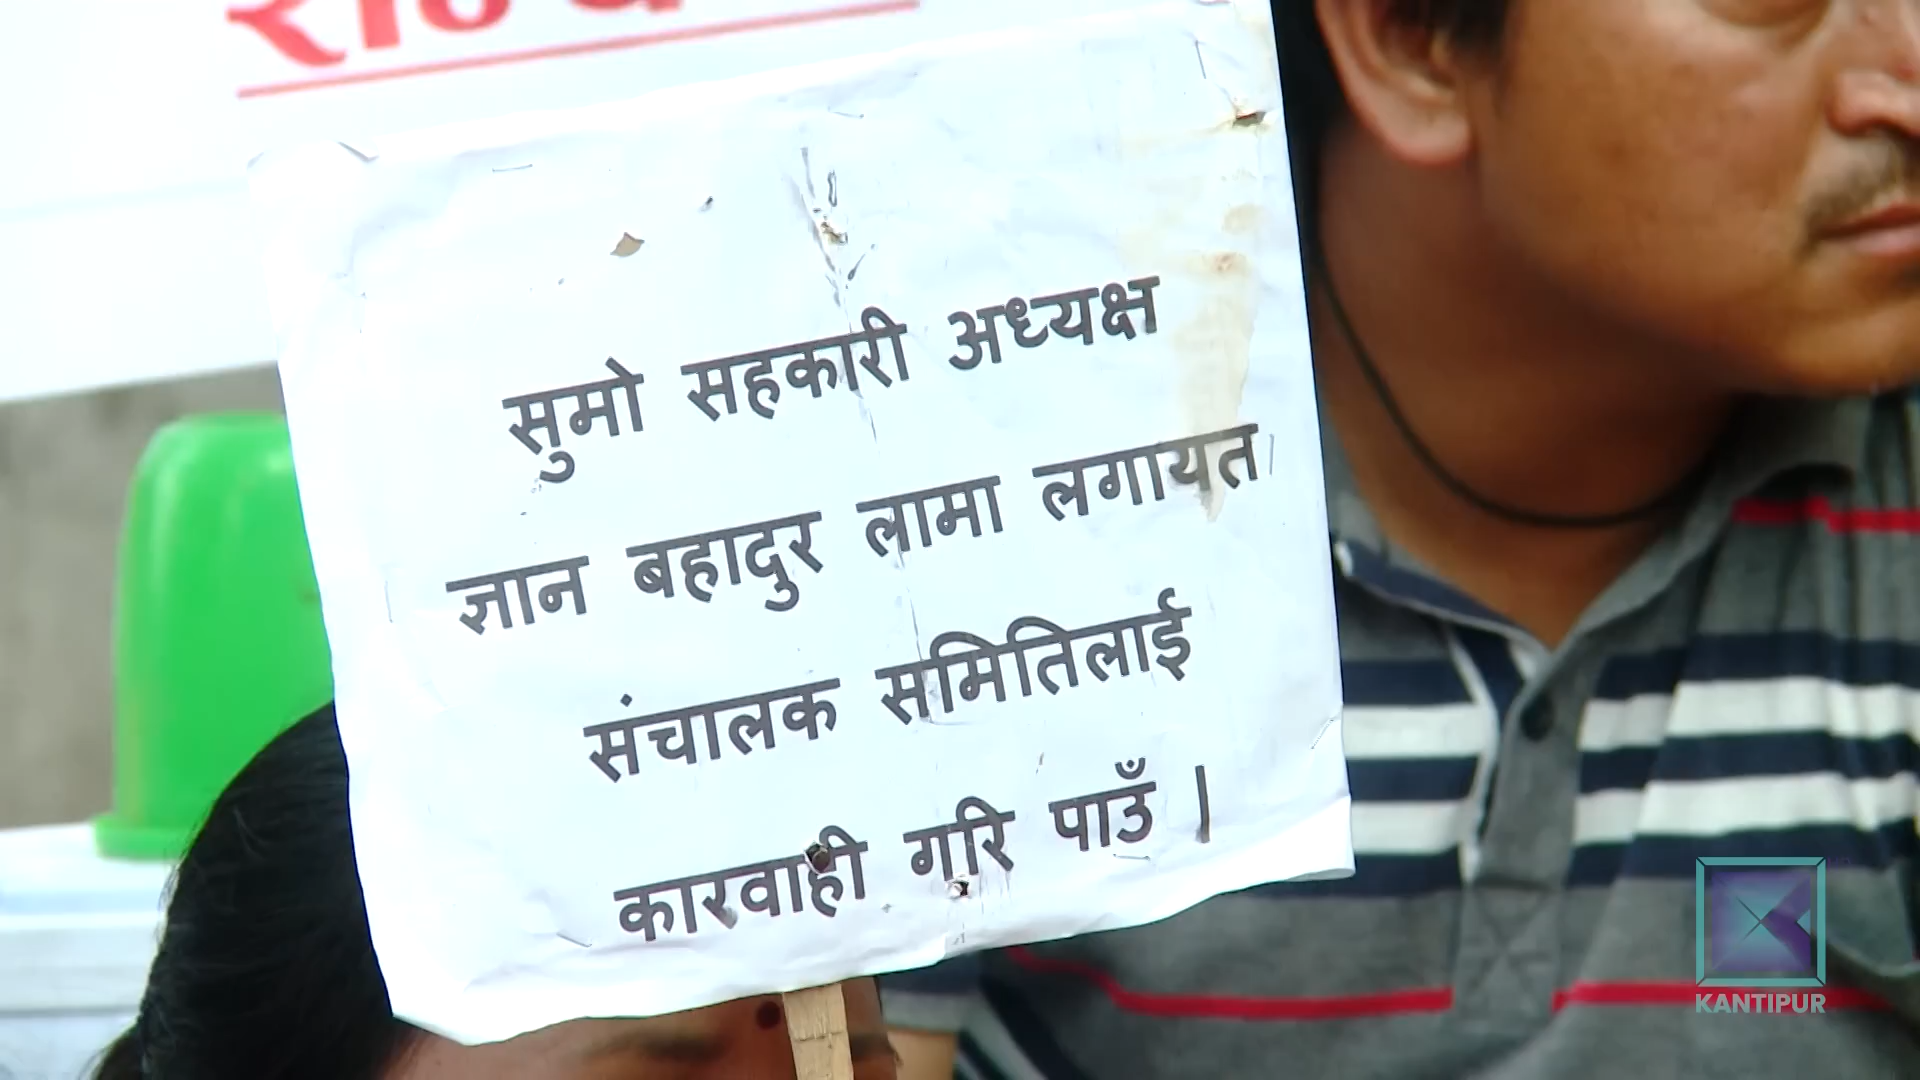 सुमो सहकारी अध्यक्ष
ज्ञान बहादुर लामा लगायत
संचालक समितिलाई
कारवाही गरि पाउँ ।
KANTIPUR